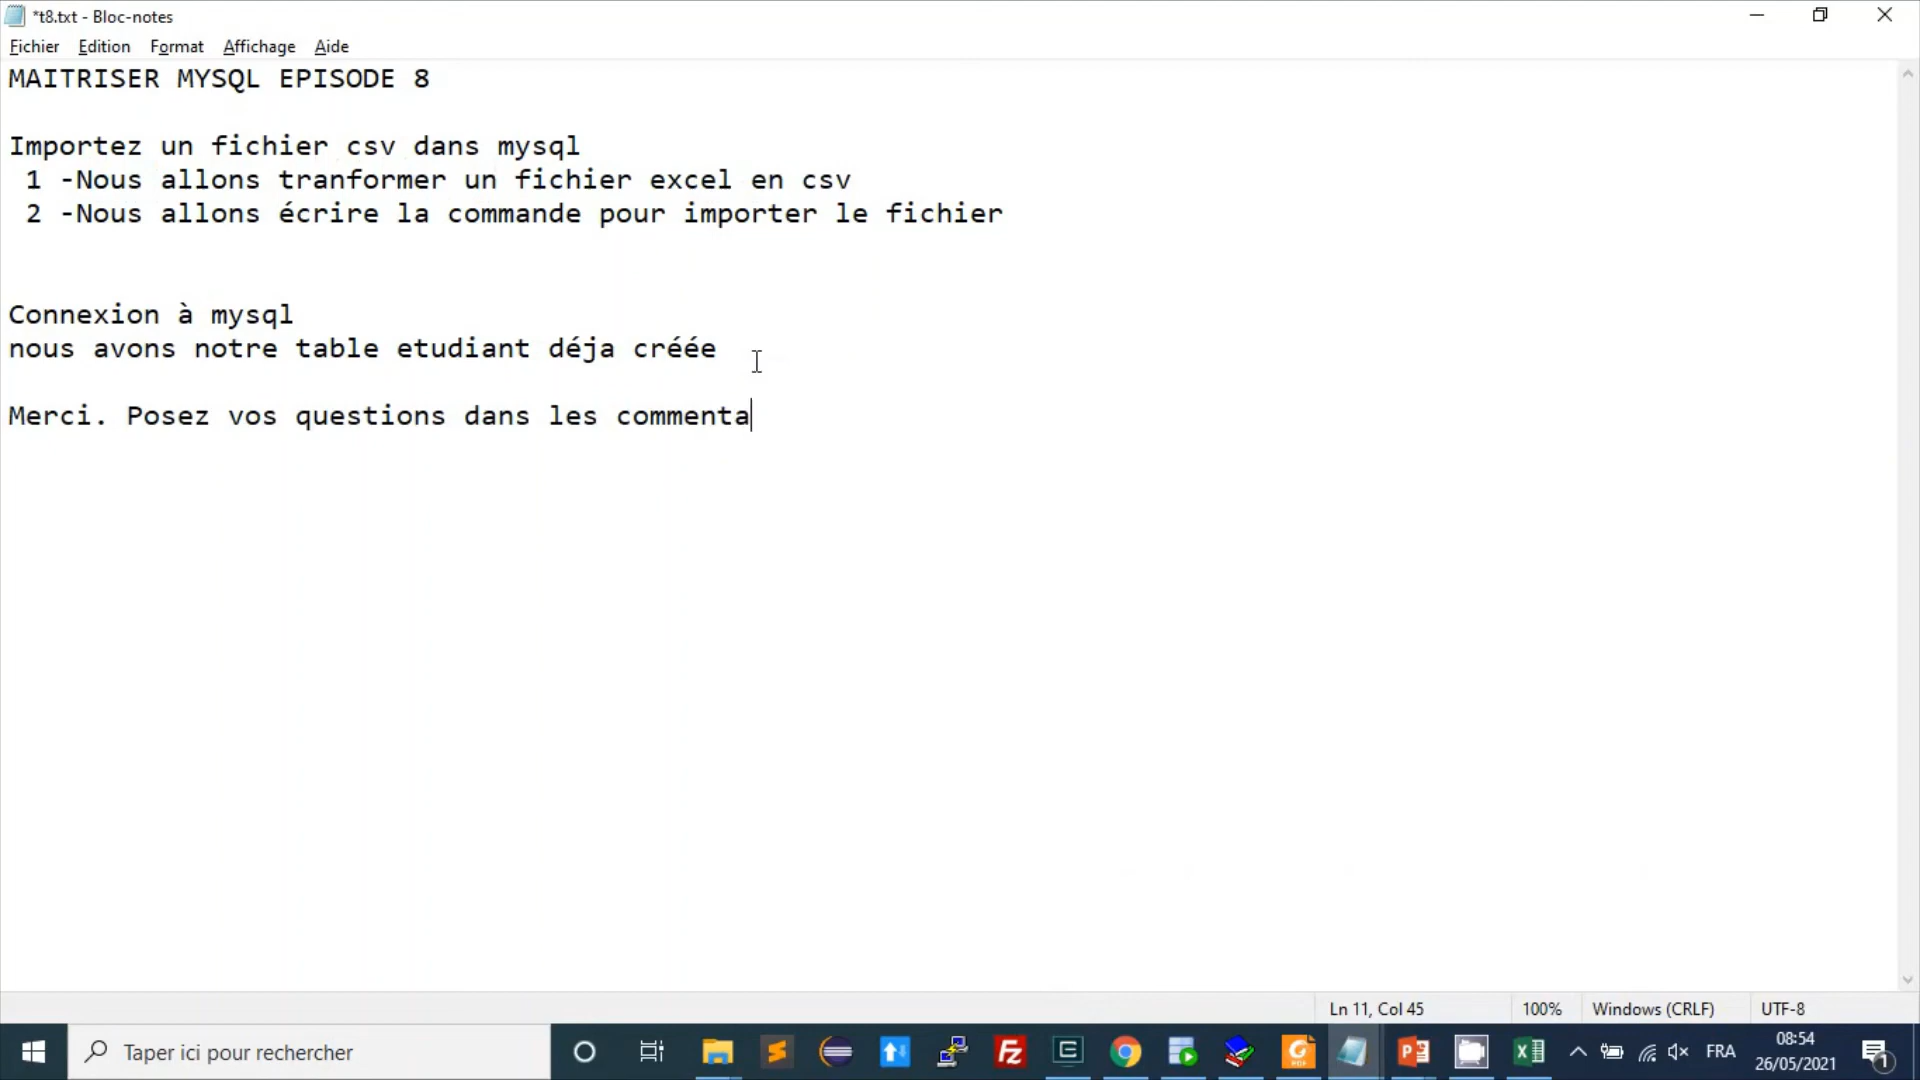 *t8.txt - Bloc-notes
Fichier Edition Format Affichage Aide
MAITRISER MYSQL EPISODE 8
Importez un fichier csv dans mysql
1 -Nous allons tranformer un fichier excel en csv
2 -Nous allons écrire la commande pour importer le fichier
Connexion à mysql
nous avons notre table etudiant déja créée
Merci. Posez vos questions dans les commenta
Ln 11, Col 45 100% Windows (CRLF) UTF-8
Taper ici pour rechercher
FRA
08:54
26/05/2021
1